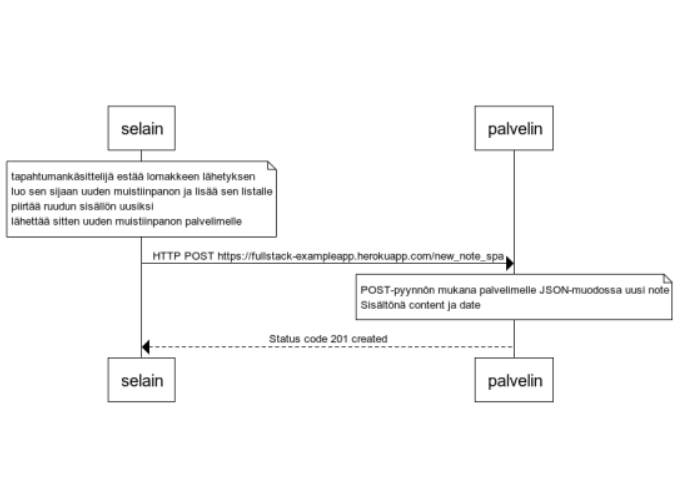 selain
palvelin
tapahtumankäsittelijä estää lomakkeen lähetyksen
luo sen sijaan uuden muistiinpanon ja lisää sen listalle
piirtää ruudun sisällön uusiksi
lähettää sitten uuden muistiinpanon palvelimelle
HTTP POST https://fullstack-exampleapp.herokuapp.com/new_note_spa
POST-pyynnön mukana palvelimelle JSON-muodossa uusi note
Sisältönä content ja date
Status code 201 created
selain
palvelin